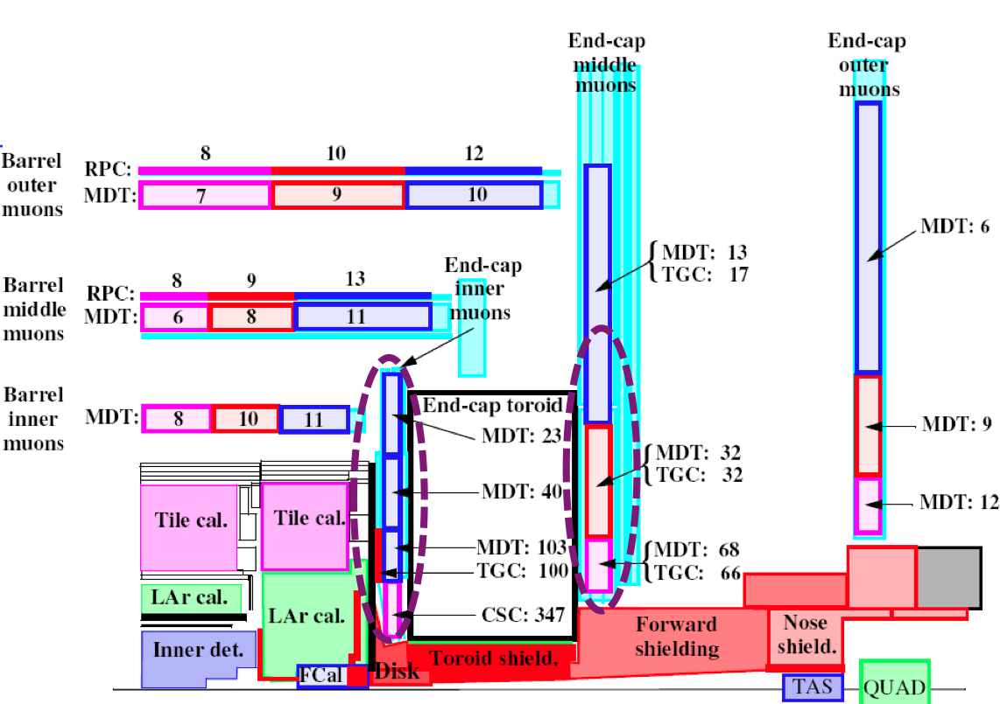 End-cap
middle
muons
End-cap
outer
muons
Barrel
outer
muons
8 10 12
RPC:
MDT: 7 9 10
MDT: 6
MDT: 13
TGC: 17
Barrel
middle
muons
8 9 13
RPC:
MDT: 6 8 11
End-cap
inner
muons
Barrel
inner
muons
MDT: 8 10 11
End-cap toroid
MDT: 23
MDT: 40
MDT: 103
TGC: 100
CSC: 347
MDT: 32
TGC: 32
MDT: 68
TGC: 66
MDT: 9
MDT: 12
Tile cal.
Tile cal.
LAr cal.
LAr cal.
Inner det.
FCal
Disk
Toroid shield.
Forward
shielding
Nose
shield.
TAS
QUAD